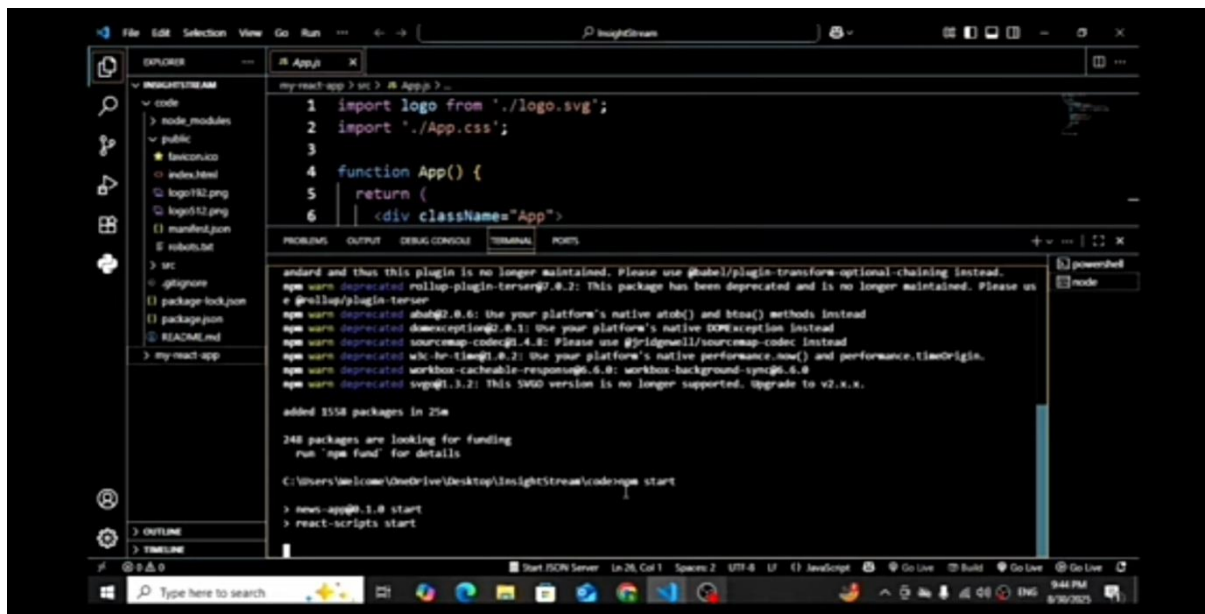 File Edit Selection View Go Run ··· InsightStream
EXPLORER ···
INSIGHTSTREAM
code
node_modules
public
favicon.ico
index.html
logo192.png
logo512.png
manifest.json
robots.txt
src
.gitignore
package-lock.json
package.json
README.md
my-react-app
OUTLINE
TIMELINE
JS App.js ×
my-react-app > src > JS App.js > ...
1 import logo from './logo.svg';
2 import './App.css';
3
4 function App() {
5 return (
6 <div className="App">
PROBLEMS OUTPUT DEBUG CONSOLE TERMINAL PORTS
andard and thus this plugin is no longer maintained. Please use @babel/plugin-transform-optional-chaining instead.
npm warn deprecated rollup-plugin-terser@7.0.2: This package has been deprecated and is no longer maintained. Please us
e @rollup/plugin-terser
npm warn deprecated abab@2.0.6: Use your platform's native atob() and btoa() methods instead
npm warn deprecated domexception@2.0.1: Use your platform's native DOMException instead
npm warn deprecated sourcemap-codec@1.4.8: Please use @jridgewell/sourcemap-codec instead
npm warn deprecated w3c-hr-time@1.0.2: Use your platform's native performance.now() and performance.timeOrigin.
npm warn deprecated workbox-cacheable-response@6.6.0: workbox-background-sync@6.6.0
npm warn deprecated svgo@1.3.2: This SVGO version is no longer supported. Upgrade to v2.x.x.
added 1558 packages in 25m
248 packages are looking for funding
run `npm fund` for details
C:\Users\Welcome\OneDrive\Desktop\InsightStream\code>npm start
> news-app@0.1.0 start
> react-scripts start
powershell
node
0 0 Start JSON Server Ln 26, Col 1 Spaces: 2 UTF-8 LF {} JavaScript Go Live Build Go Live Go Live
Type here to search ENG 9:44 PM
8/30/2025